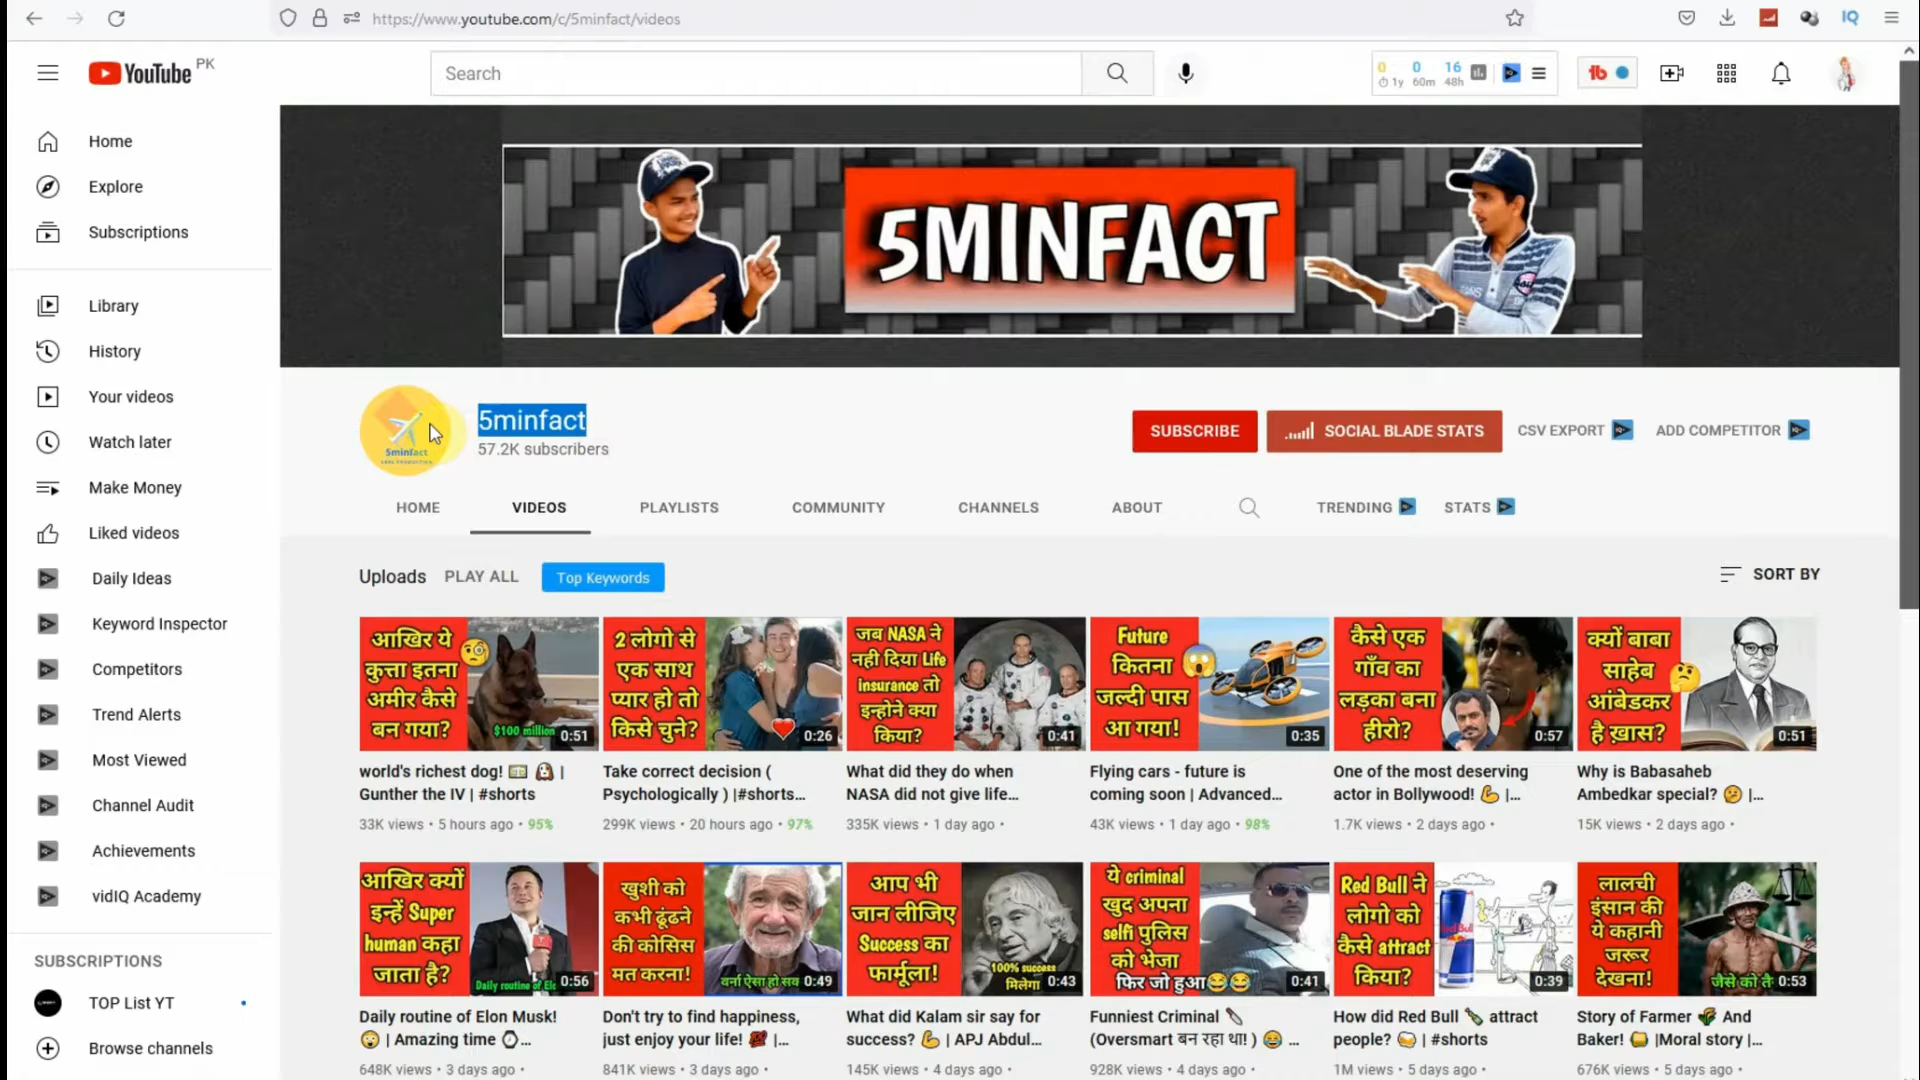 https://www.youtube.com/c/5minfact/videos
YouTube PK
Search
0 0 16
1y 60m 48h
tb
IQ
Home
Explore
Subscriptions
Library
History
Your videos
Watch later
Make Money
Liked videos
Daily Ideas
Keyword Inspector
Competitors
Trend Alerts
Most Viewed
Channel Audit
Achievements
vidIQ Academy
SUBSCRIPTIONS
TOP List YT
Browse channels
5MINFACT
5minfact
5minfact
57.2K subscribers
SUBSCRIBE
SOCIAL BLADE STATS
CSV EXPORT
ADD COMPETITOR
HOME
VIDEOS
PLAYLISTS
COMMUNITY
CHANNELS
ABOUT
TRENDING
STATS
Uploads
PLAY ALL
Top Keywords
SORT BY
आखिर ये
कुत्ता इतना
अमीर कैसे
बन गया?
$100 million
0:51
world's richest dog! 💵 🐶 |
Gunther the IV | #shorts
33K views • 5 hours ago • 95%
2 लोगो से
एक साथ
प्यार हो तो
किसे चुने?
0:26
Take correct decision (
Psychologically ) |#shorts...
299K views • 20 hours ago • 97%
जब NASA ने
नही दिया Life
insurance तो
इन्होने क्या
किया?
0:41
What did they do when
NASA did not give life...
335K views • 1 day ago •
Future
कितना
जल्दी पास
आ गया!
0:35
Flying cars - future is
coming soon | Advanced...
43K views • 1 day ago • 98%
कैसे एक
गाँव का
लड़का बना
हीरो?
0:57
One of the most deserving
actor in Bollywood! 💪 |...
1.7K views • 2 days ago •
क्यों बाबा
साहेब
आंबेडकर
है ख़ास?
0:51
Why is Babasaheb
Ambedkar special? 🤔 |...
15K views • 2 days ago •
आखिर क्यों
इन्हें Super
human कहा
जाता है?
Daily routine of Elo
0:56
Daily routine of Elon Musk!
😳 | Amazing time ⌚...
648K views • 3 days ago •
खुशी को
कभी ढूंढने
की कोसिस
मत करना!
वर्ना ऐसा हो सव
0:49
Don't try to find happiness,
just enjoy your life! 💯 |...
841K views • 3 days ago •
आप भी
जान लीजिए
Success का
फार्मूला!
100% success
मिलेगा
0:43
What did Kalam sir say for
success? 💪 | APJ Abdul...
145K views • 4 days ago •
ये criminal
खुद अपना
selfi पुलिस
को भेजा
फिर जो हुआ😂😂
0:41
Funniest Criminal 🔪
(Oversmart बन रहा था! ) 😂 ...
928K views • 4 days ago •
Red Bull ने
लोगो को
कैसे attract
किया?
Red Bull
0:39
How did Red Bull 🍾 attract
people? 🍻 | #shorts
1M views • 5 days ago •
लालची
इंसान की
ये कहानी
जरूर
देखना!
जैसे को तै
0:53
Story of Farmer 🌾 And
Baker! 🍞 |Moral story |...
676K views • 5 days ago •